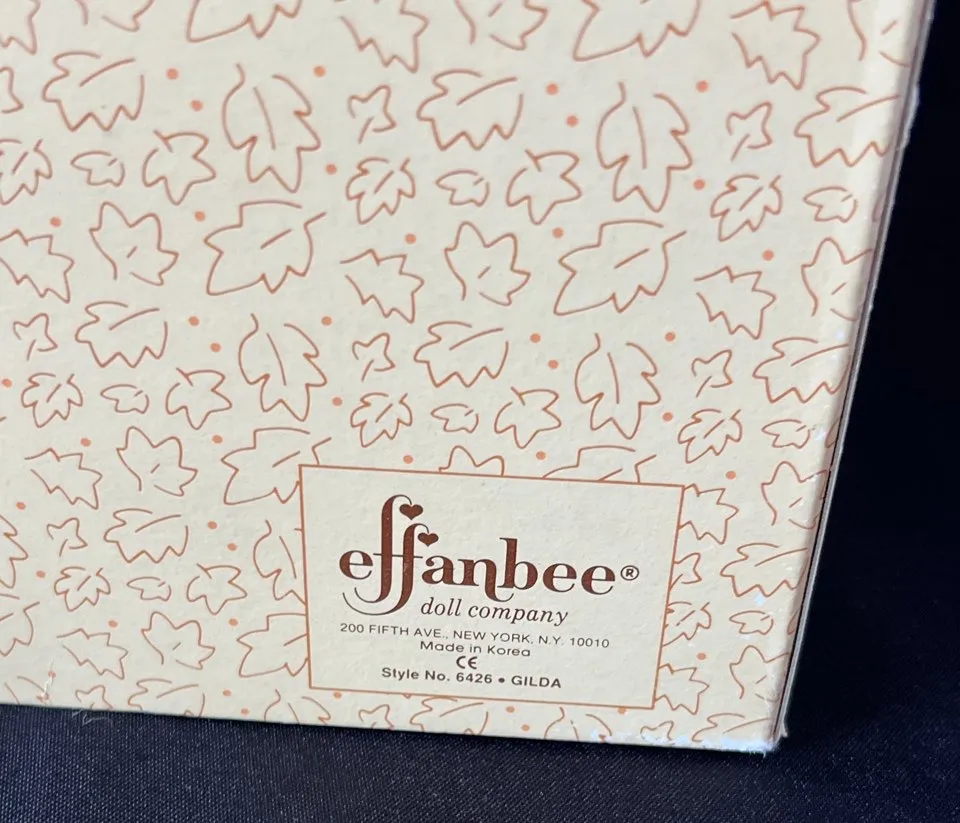 effanbee®
doll company
200 FIFTH AVE., NEW YORK, N.Y. 10010
Made in Korea
CE
Style No. 6426 • GILDA